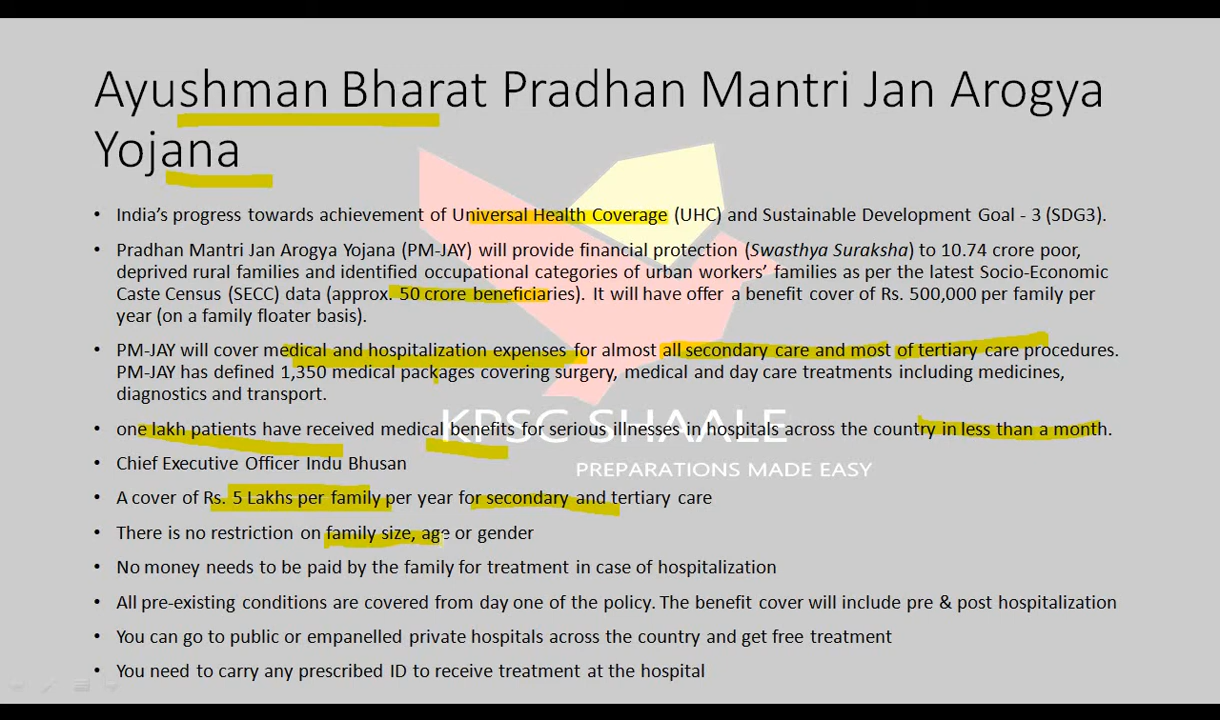 Ayushman Bharat Pradhan Mantri Jan Arogya
Yojana
• India's progress towards achievement of Universal Health Coverage (UHC) and Sustainable Development Goal - 3 (SDG3).
• Pradhan Mantri Jan Arogya Yojana (PM-JAY) will provide financial protection (Swasthya Suraksha) to 10.74 crore poor,
deprived rural families and identified occupational categories of urban workers' families as per the latest Socio-Economic
Caste Census (SECC) data (approx. 50 crore beneficiaries). It will have offer a benefit cover of Rs. 500,000 per family per
year (on a family floater basis).
• PM-JAY will cover medical and hospitalization expenses for almost all secondary care and most of tertiary care procedures.
PM-JAY has defined 1,350 medical packages covering surgery, medical and day care treatments including medicines,
diagnostics and transport.
• one lakh patients have received medical benefits for serious illnesses in hospitals across the country in less than a month.
KPSC SHAALE
• Chief Executive Officer Indu Bhusan
PREPARATIONS MADE EASY
• A cover of Rs. 5 Lakhs per family per year for secondary and tertiary care
• There is no restriction on family size, age or gender
• No money needs to be paid by the family for treatment in case of hospitalization
• All pre-existing conditions are covered from day one of the policy. The benefit cover will include pre & post hospitalization
• You can go to public or empanelled private hospitals across the country and get free treatment
• You need to carry any prescribed ID to receive treatment at the hospital